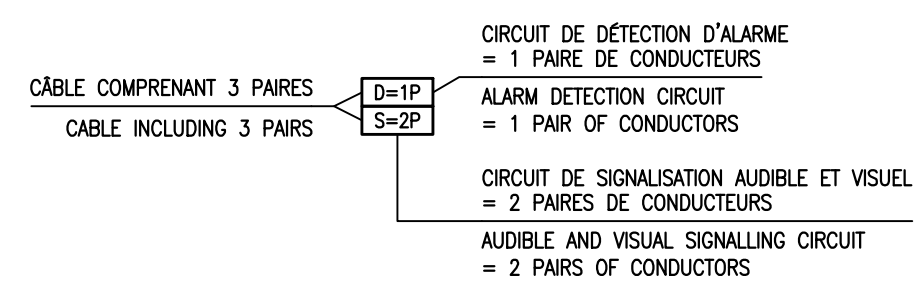 CÂBLE COMPRENANT 3 PAIRES
CABLE INCLUDING 3 PAIRS
D=1P
S=2P
CIRCUIT DE DÉTECTION D'ALARME
= 1 PAIRE DE CONDUCTEURS
ALARM DETECTION CIRCUIT
= 1 PAIR OF CONDUCTORS
CIRCUIT DE SIGNALISATION AUDIBLE ET VISUEL
= 2 PAIRES DE CONDUCTEURS
AUDIBLE AND VISUAL SIGNALLING CIRCUIT
= 2 PAIRS OF CONDUCTORS